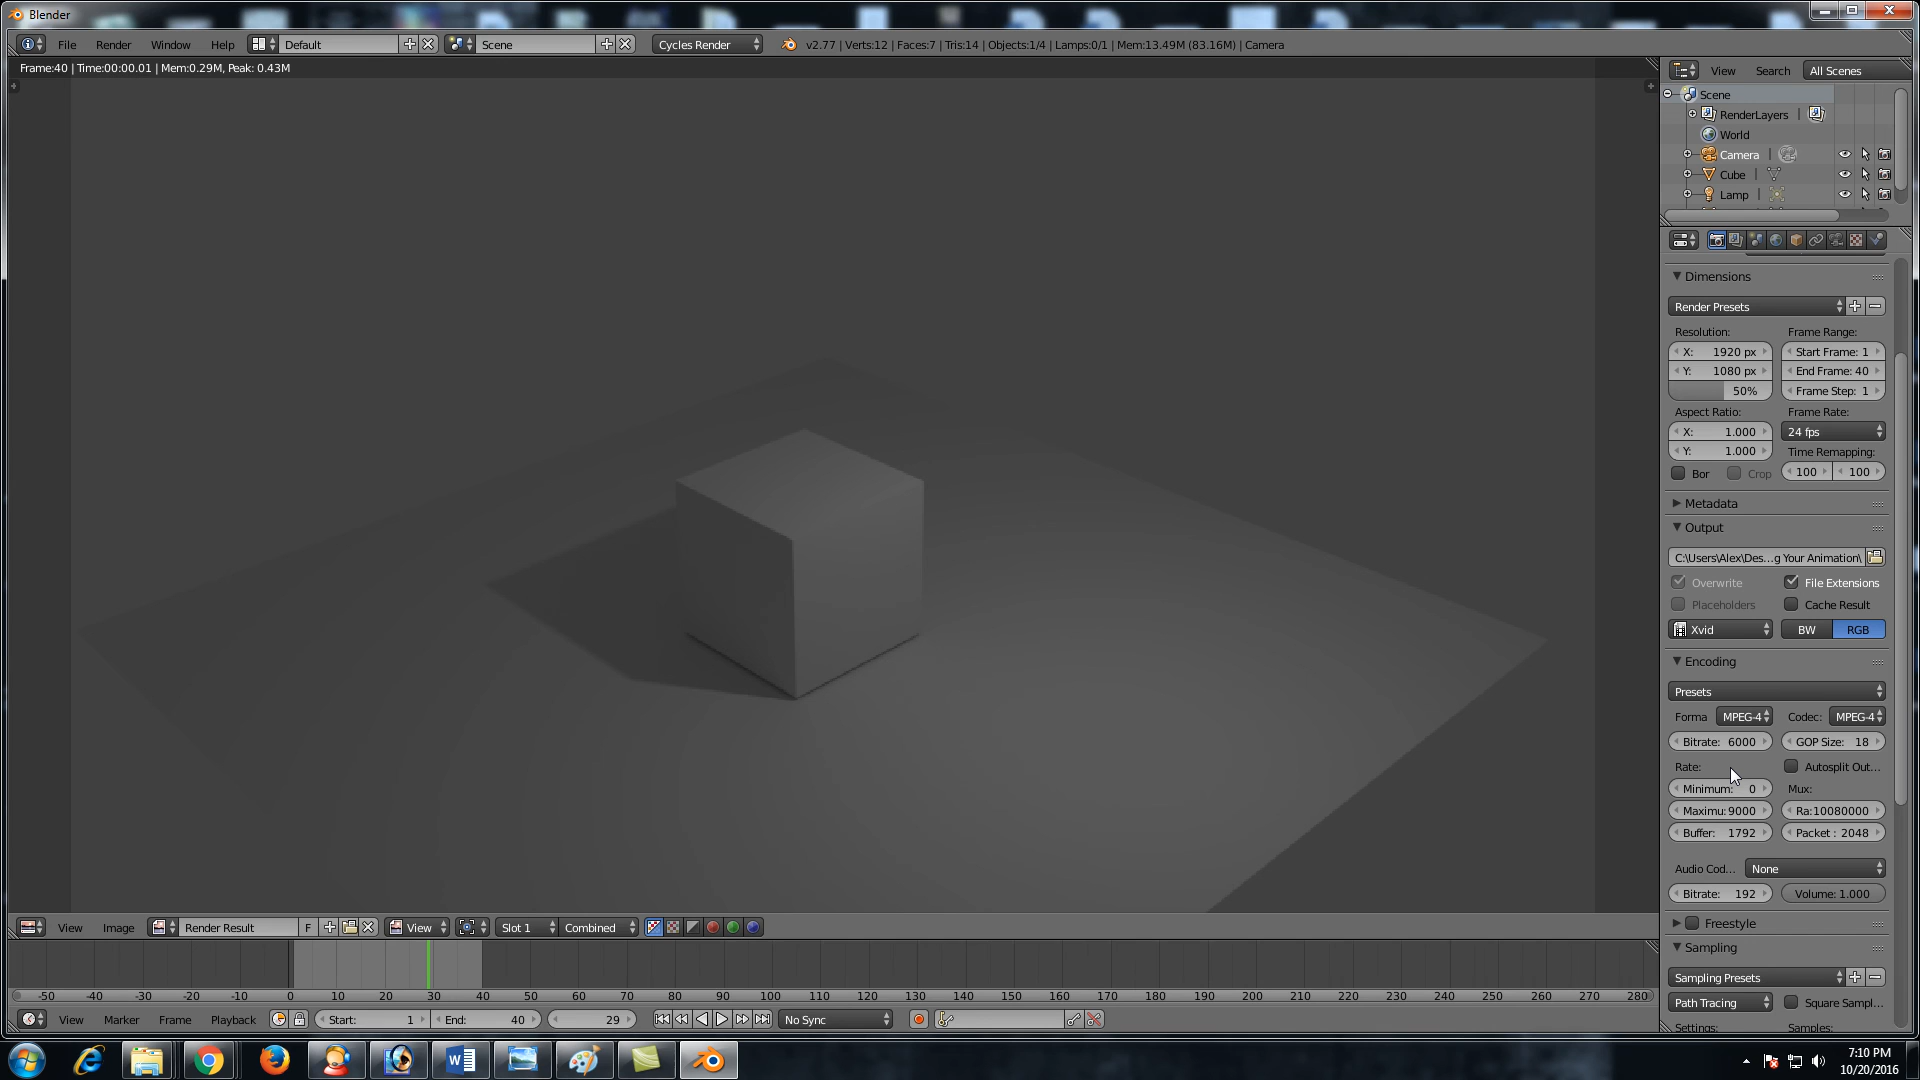 Blender
File Render Window Help Default Scene Cycles Render v2.77 | Verts:12 | Faces:7 | Tris:14 | Objects:1/4 | Lamps:0/1 | Mem:13.49M (83.16M) | Camera
Frame:40 | Time:00:00.01 | Mem:0.29M, Peak: 0.43M
View Search All Scenes
Scene
RenderLayers
World
Camera
Cube
Lamp
Dimensions
Render Presets
Resolution: Frame Range:
X: 1920 px Start Frame: 1
Y: 1080 px End Frame: 40
50% Frame Step: 1
Aspect Ratio: Frame Rate:
X: 1.000 24 fps
Y: 1.000 Time Remapping:
Bor Crop 100 100
Metadata
Output
C:\Users\Alex\Des...g Your Animation\
Overwrite File Extensions
Placeholders Cache Result
Xvid BW RGB
Encoding
Presets
Forma MPEG-4 Codec: MPEG-4
Bitrate: 6000 GOP Size: 18
Rate: Autosplit Out...
Minimum: 0 Mux:
Maximu: 9000 Ra:10080000
Buffer: 1792 Packet : 2048
Audio Cod... None
Bitrate: 192 Volume: 1.000
Freestyle
Sampling
Sampling Presets
Path Tracing Square Sampl...
Settings: Samples:
View Image Render Result F View Slot 1 Combined
-50 -40 -30 -20 -10 0 10 20 30 40 50 60 70 80 90 100 110 120 130 140 150 160 170 180 190 200 210 220 230 240 250 260 270 280
View Marker Frame Playback Start: 1 End: 40 29 No Sync
7:10 PM
10/20/2016